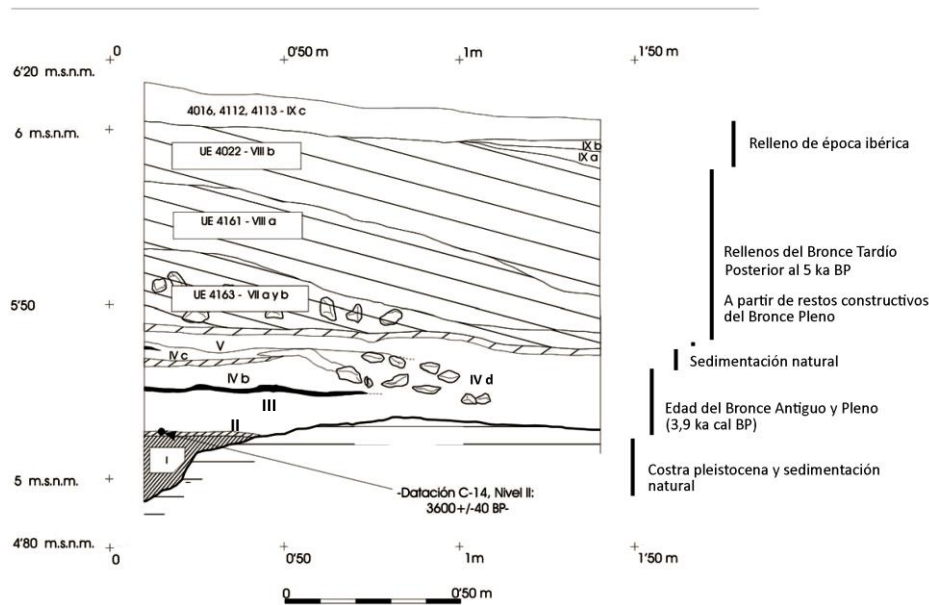 0 0'50 m 1m 1'50 m
6'20 m.s.n.m.
4016, 4112, 4113 - IX c
6 m.s.n.m.
IX b
UE 4022 - VIII b
IX a
Relleno de época ibérica
UE 4161 - VIII a
Rellenos del Bronce Tardío
Posterior al 5 ka BP
UE 4163 - VII a y b
A partir de restos constructivos
del Bronce Pleno
5'50
V
IV c
Sedimentación natural
IV b
IV d
III
Edad del Bronce Antiguo y Pleno
(3,9 ka cal BP)
II
I
Costra pleistocena y sedimentación
natural
5 m.s.n.m.
-Datación C-14, Nivel II:
3600+/-40 BP-
4'80 m.s.n.m.
0 0'50 1m 1'50 m
0 0'50 m